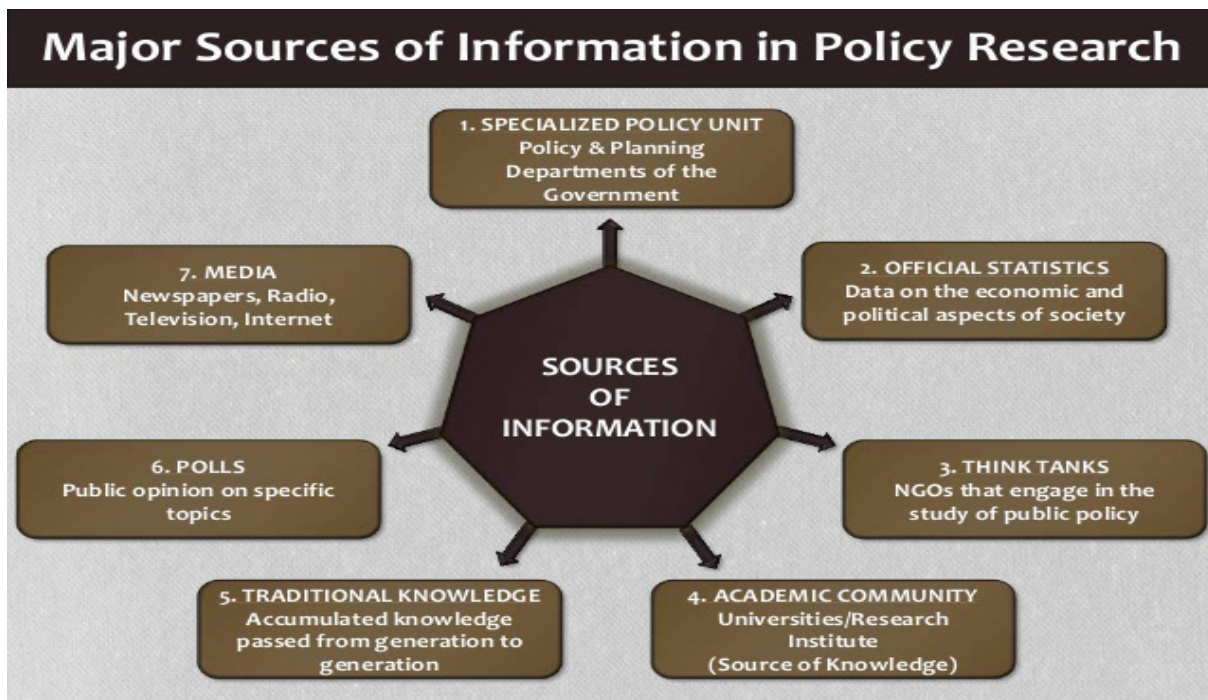 Major Sources of Information in Policy Research
1. SPECIALIZED POLICY UNIT
Policy & Planning
Departments of the
Government
2. OFFICIAL STATISTICS
Data on the economic and
political aspects of society
3. THINK TANKS
NGOs that engage in the
study of public policy
4. ACADEMIC COMMUNITY
Universities/Research
Institute
(Source of Knowledge)
5. TRADITIONAL KNOWLEDGE
Accumulated knowledge
passed from generation to
generation
6. POLLS
Public opinion on specific
topics
7. MEDIA
Newspapers, Radio,
Television, Internet
SOURCES
OF
INFORMATION